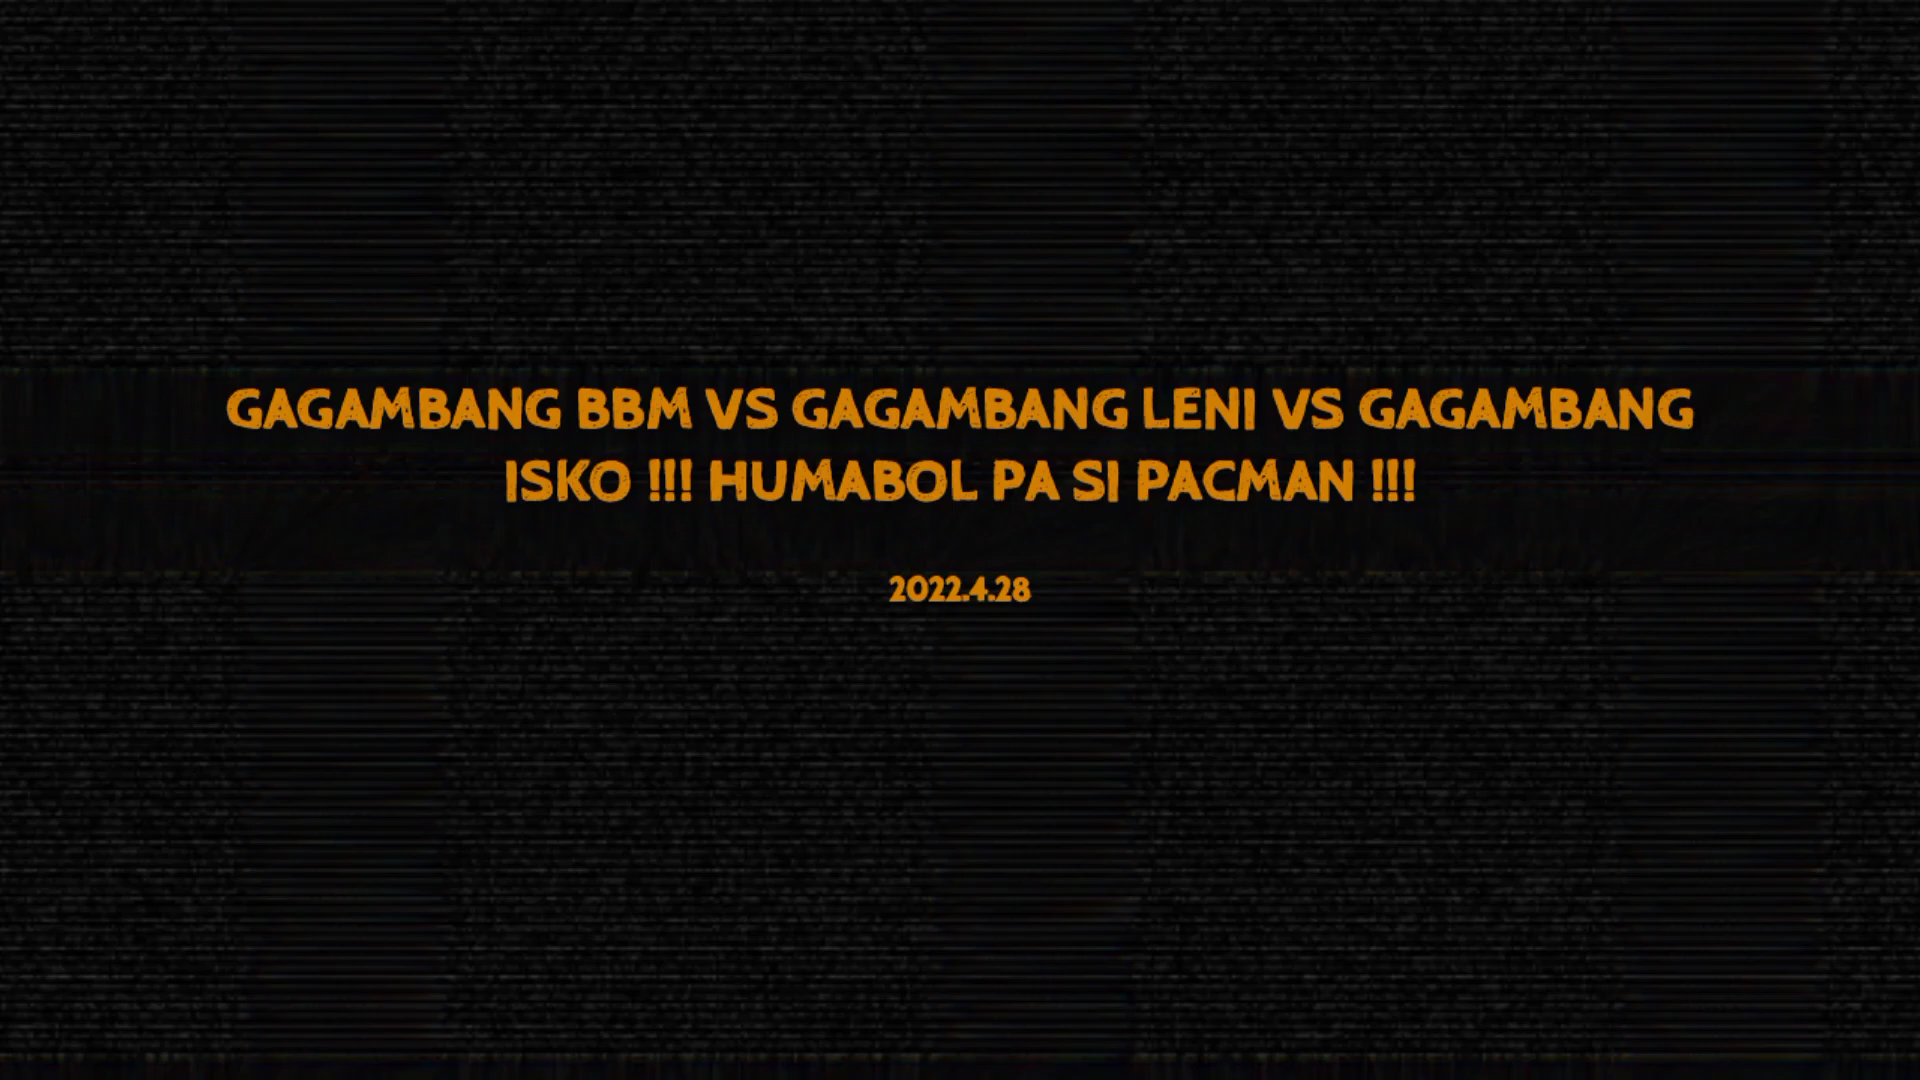 GAGAMBANG BBM VS GAGAMBANG LENI VS GAGAMBANG
ISKO !!! HUMABOL PA SI PACMAN !!!
2022.4.28